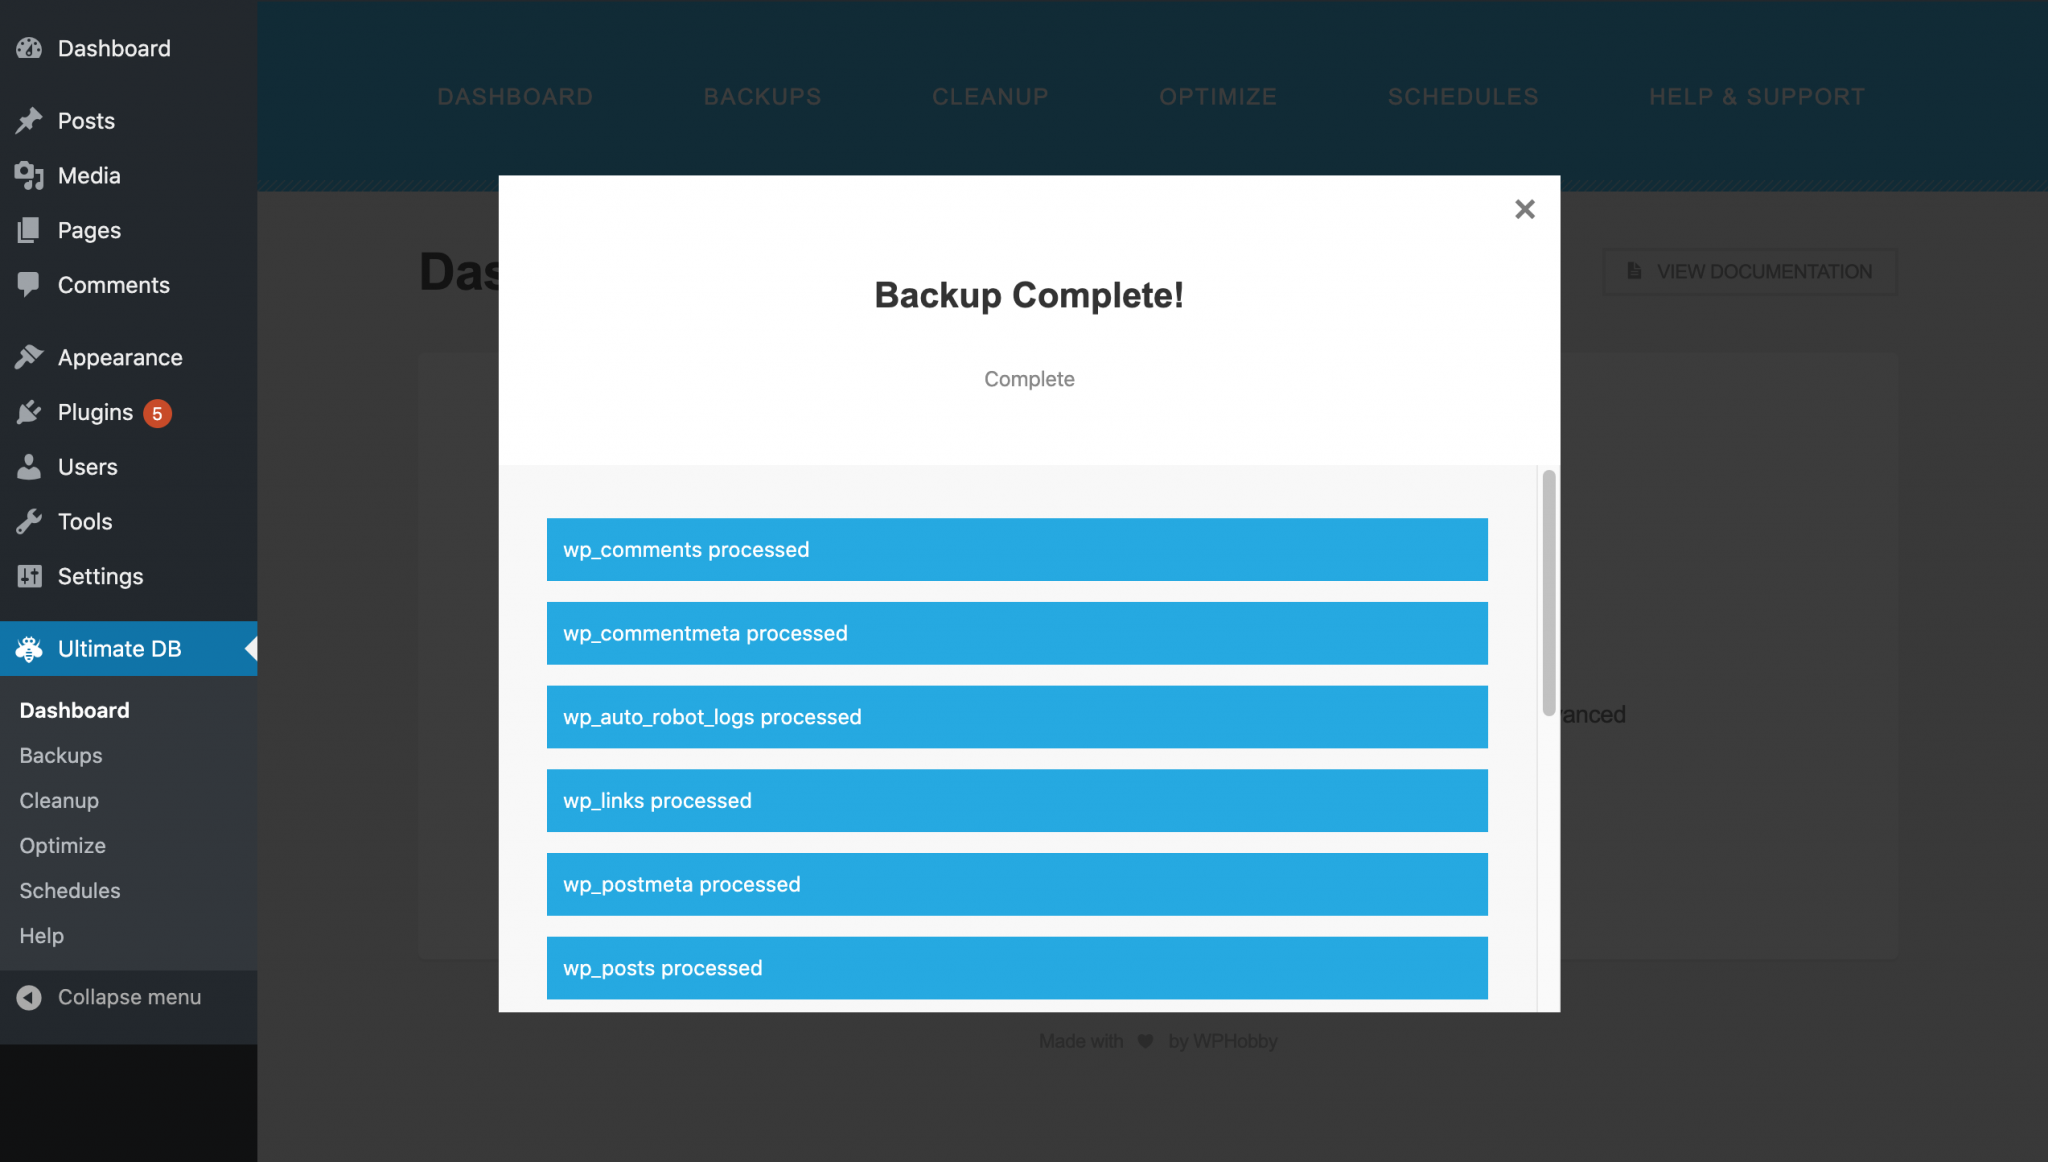 Dashboard
Posts
Media
Pages
Comments
Appearance
Plugins 5
Users
Tools
Settings
Ultimate DB
Dashboard
Backups
Cleanup
Optimize
Schedules
Help
Collapse menu
DASHBOARD BACKUPS CLEANUP OPTIMIZE SCHEDULES HELP & SUPPORT
Das
VIEW DOCUMENTATION
Backup Complete!
Complete
wp_comments processed
wp_commentmeta processed
wp_auto_robot_logs processed
wp_links processed
wp_postmeta processed
wp_posts processed
anced
Made with ♥ by WPHobby